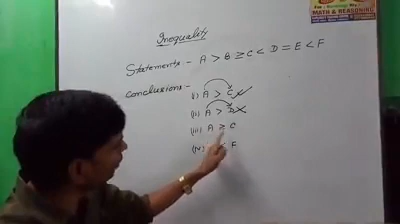 MATH & REASONING
Inequality
Statements:- A > B ≥ C < D = E < F
Conclusions:-
(i) A > C
(ii) A > D
(iii) A ≥ C
(iv) F